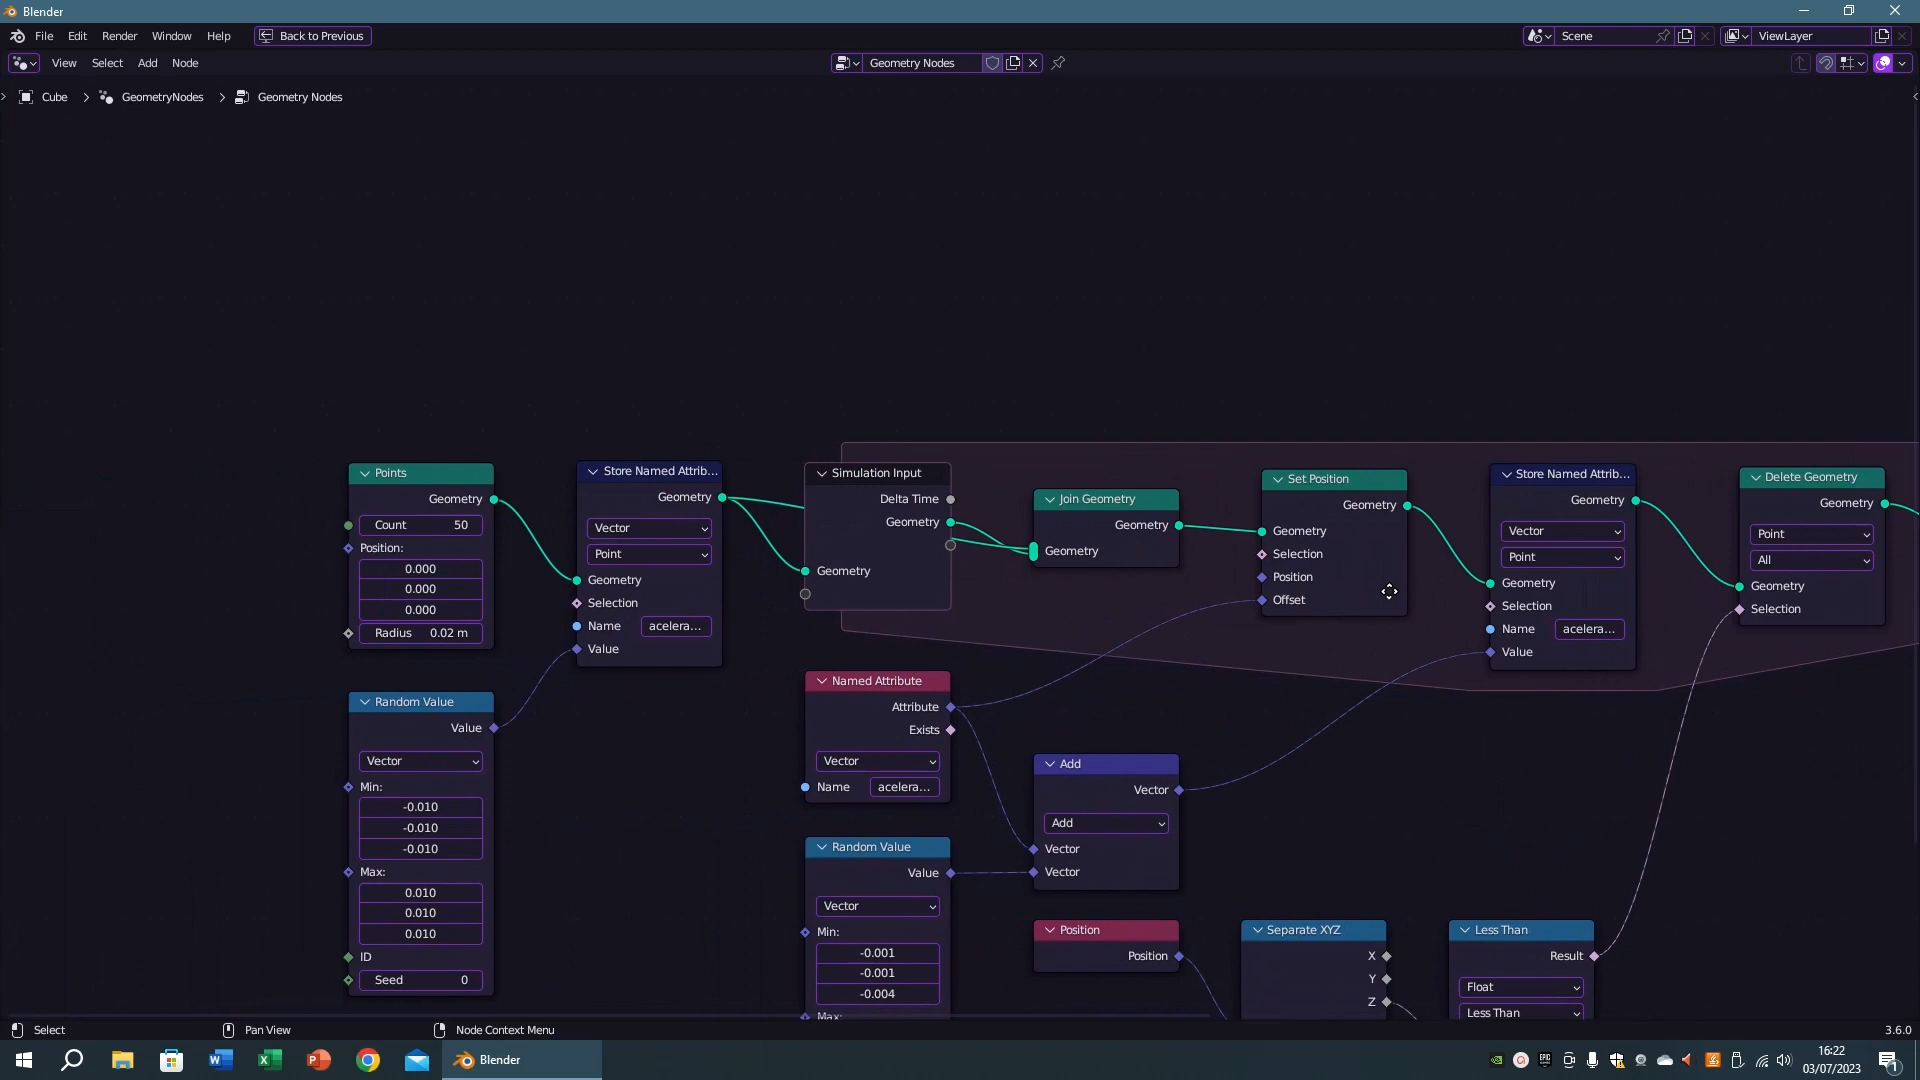 Blender
File Edit Render Window Help Back to Previous Scene ViewLayer
View Select Add Node Geometry Nodes
Cube GeometryNodes Geometry Nodes
Points
Geometry
Count 50
Position:
0.000
0.000
0.000
Radius 0.02 m
Random Value
Value
Vector
Min:
-0.010
-0.010
-0.010
Max:
0.010
0.010
0.010
ID
Seed 0
Store Named Attrib...
Geometry
Vector
Point
Geometry
Selection
Name acelera...
Value
Simulation Input
Delta Time
Geometry
Geometry
Named Attribute
Attribute
Exists
Vector
Name acelera...
Random Value
Value
Vector
Min:
-0.001
-0.001
-0.004
Max:
Join Geometry
Geometry
Geometry
Add
Vector
Add
Vector
Vector
Position
Position
Set Position
Geometry
Geometry
Selection
Position
Offset
Separate XYZ
X
Y
Z
Store Named Attrib...
Geometry
Vector
Point
Geometry
Selection
Name acelera...
Value
Less Than
Result
Float
Less Than
Delete Geometry
Geometry
Point
All
Geometry
Selection
Select Pan View Node Context Menu 3.6.0
Blender
16:22
03/07/2023